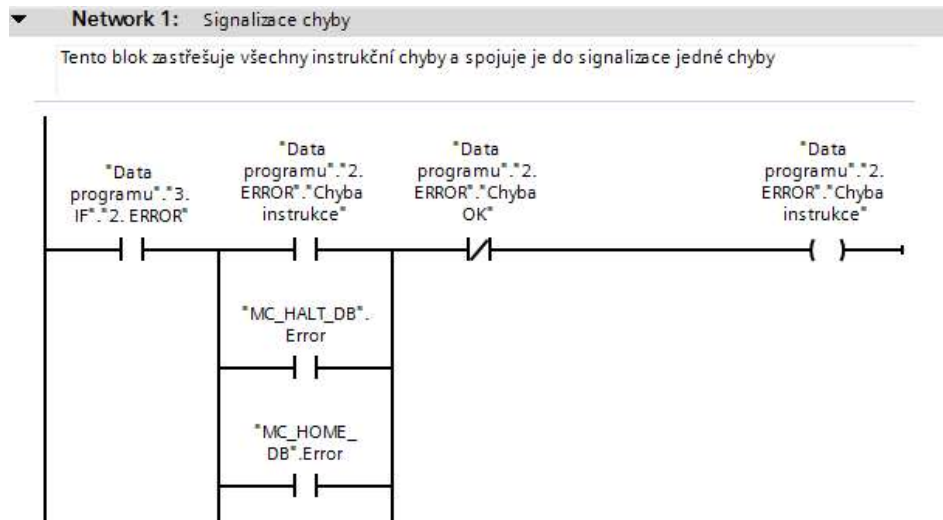 Network 1: Signalizace chyby
Tento blok zastřešuje všechny instrukční chyby a spojuje je do signalizace jedné chyby
"Data
programu"."3.
IF"."2. ERROR"
"Data
programu"."2.
ERROR"."Chyba
instrukce"
"Data
programu"."2.
ERROR"."Chyba
OK"
"Data
programu"."2.
ERROR"."Chyba
instrukce"
"MC_HALT_DB".
Error
"MC_HOME_
DB".Error